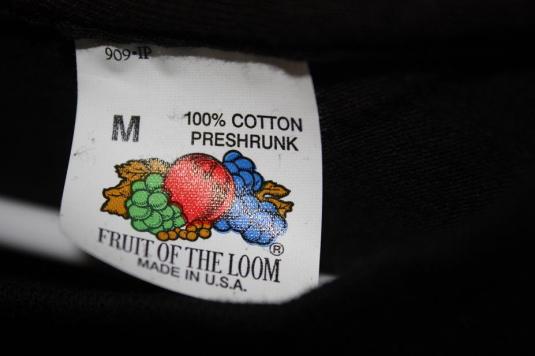 909-IP
M
100% COTTON
PRESHRUNK
FRUIT OF THE LOOM ®
MADE IN U.S.A.